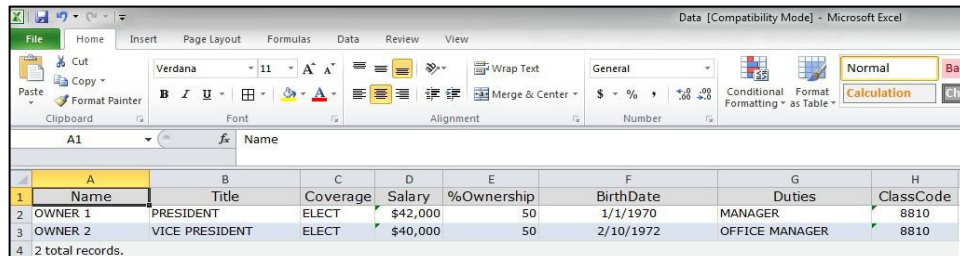 Data [Compatibility Mode] - Microsoft Excel
File Home Insert Page Layout Formulas Data Review View
Paste
Cut
Copy
Format Painter
Clipboard
Verdana 11 A A
B I U A
Font
Wrap Text
Merge & Center
Alignment
General
$ % , .0 .00 .00 .0
Number
Conditional Formatting
Format as Table
Normal
Calculation
A1 fx Name
A B C D E F G H
1 Name Title Coverage Salary %Ownership BirthDate Duties ClassCode
2 OWNER 1 PRESIDENT ELECT $42,000 50 1/1/1970 MANAGER 8810
3 OWNER 2 VICE PRESIDENT ELECT $40,000 50 2/10/1972 OFFICE MANAGER 8810
4 2 total records.